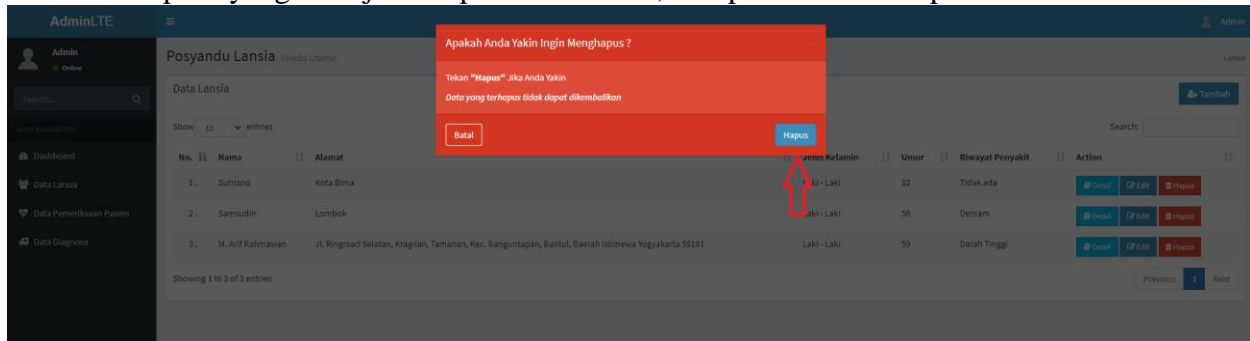 AdminLTE
Admin
Admin
Online
Search...
MAIN NAVIGATION
Dashboard
Data Lansia
Data Pemeriksaan Pasien
Data Diagnosa
Posyandu Lansia Wredo Utomo
Lansia
Data Lansia
Tambah
Show 10 entries
Search:
Apakah Anda Yakin Ingin Menghapus ?
×
Tekan "Hapus" Jika Anda Yakin
Data yang terhapus tidak dapat dikembalikan
Batal
Hapus
No. Nama Alamat Jenis Kelamin Umur Riwayat Penyakit Action
1. Sutrisno Kota Bima Laki - Laki 52 Tidak ada Detail Edit Hapus
2. Samsudin Lombok Laki - Laki 56 Demam Detail Edit Hapus
3. M. Arif Rahmawan Jl. Ringroad Selatan, Kragilan, Tamanan, Kec. Banguntapan, Bantul, Daerah Istimewa Yogyakarta 55191 Laki - Laki 59 Darah Tinggi Detail Edit Hapus
Showing 1 to 3 of 3 entries
Previous 1 Next